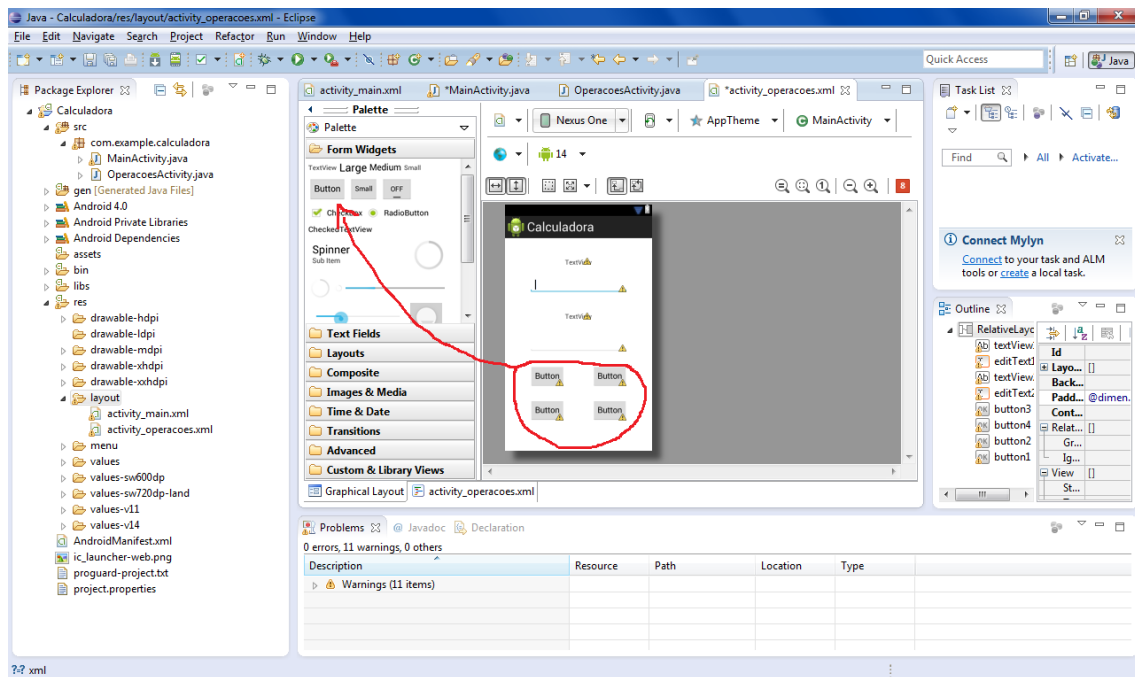 Java - Calculadora/res/layout/activity_operacoes.xml - Eclipse
File Edit Navigate Search Project Refactor Run Window Help
Quick Access
Java
Package Explorer
Calculadora
src
com.example.calculadora
MainActivity.java
OperacoesActivity.java
gen [Generated Java Files]
Android 4.0
Android Private Libraries
Android Dependencies
assets
bin
libs
res
drawable-hdpi
drawable-ldpi
drawable-mdpi
drawable-xhdpi
drawable-xxhdpi
layout
activity_main.xml
activity_operacoes.xml
menu
values
values-sw600dp
values-sw720dp-land
values-v11
values-v14
AndroidManifest.xml
ic_launcher-web.png
proguard-project.txt
project.properties
activity_main.xml *MainActivity.java OperacoesActivity.java *activity_operacoes.xml
Palette
Palette
Form Widgets
TextView Large Medium Small
Button Small OFF
CheckBox RadioButton
CheckedTextView
Spinner
Sub Item
Text Fields
Layouts
Composite
Images & Media
Time & Date
Transitions
Advanced
Custom & Library Views
Nexus One AppTheme MainActivity
14
8
Calculadora
TextView
TextView
Button Button
Button Button
Graphical Layout activity_operacoes.xml
Task List
Find All Activate...
Connect Mylyn
Connect to your task and ALM
tools or create a local task.
Outline
RelativeLayc
textView
editText1
textView
editText2
button3
button4
button2
button1
Id
Layo... []
Back...
Padd... @dimen.
Cont...
Relat... []
Gr...
Ig...
View []
St...
Problems Javadoc Declaration
0 errors, 11 warnings, 0 others
Description Resource Path Location Type
Warnings (11 items)
xml